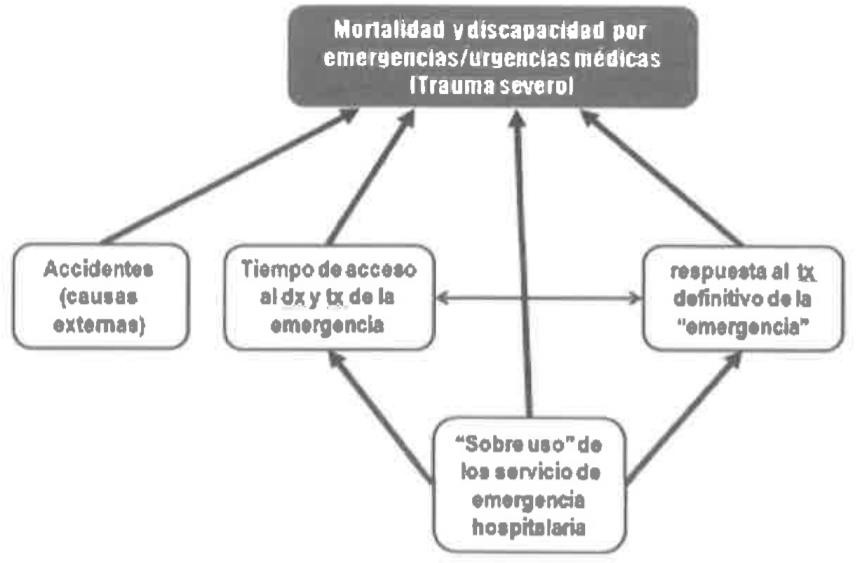 Mortalidad y discapacidad por
emergencias/urgencias médicas
(Trauma severo)
Accidentes
(causas
externas)
Tiempo de acceso
al dx y tx de la
emergencia
respuesta al tx
definitivo de la
"emergencia"
"Sobre uso" de
los servicio de
emergencia
hospitalaria